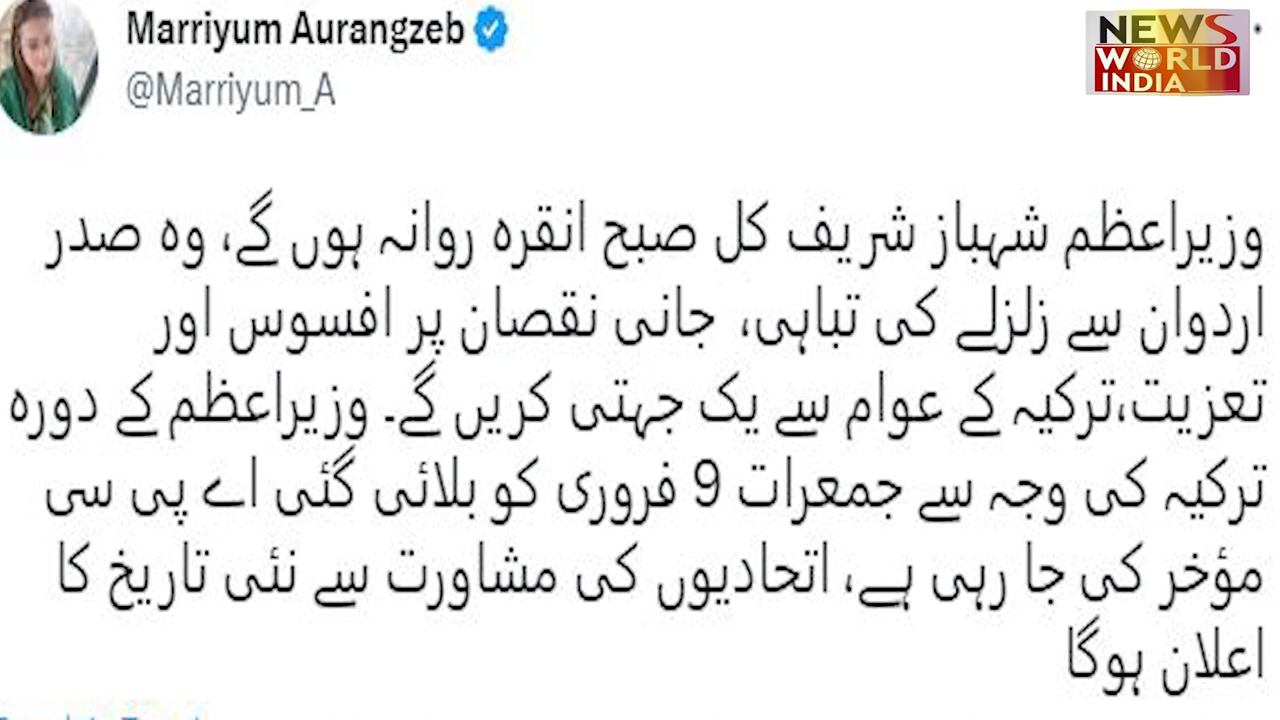 Marriyum Aurangzeb
@Marriyum_A
NEWS
WORLD
INDIA
وزیراعظم شہباز شریف کل صبح انقرہ روانہ ہوں گے، وہ صدر
اردوان سے زلزلے کی تباہی، جانی نقصان پر افسوس اور
تعزیت،ترکیہ کے عوام سے یک جہتی کریں گے۔ وزیراعظم کے دورہ
ترکیہ کی وجہ سے جمعرات 9 فروری کو بلائی گئی اے پی سی
مؤخر کی جا رہی ہے، اتحادیوں کی مشاورت سے نئی تاریخ کا
اعلان ہوگا